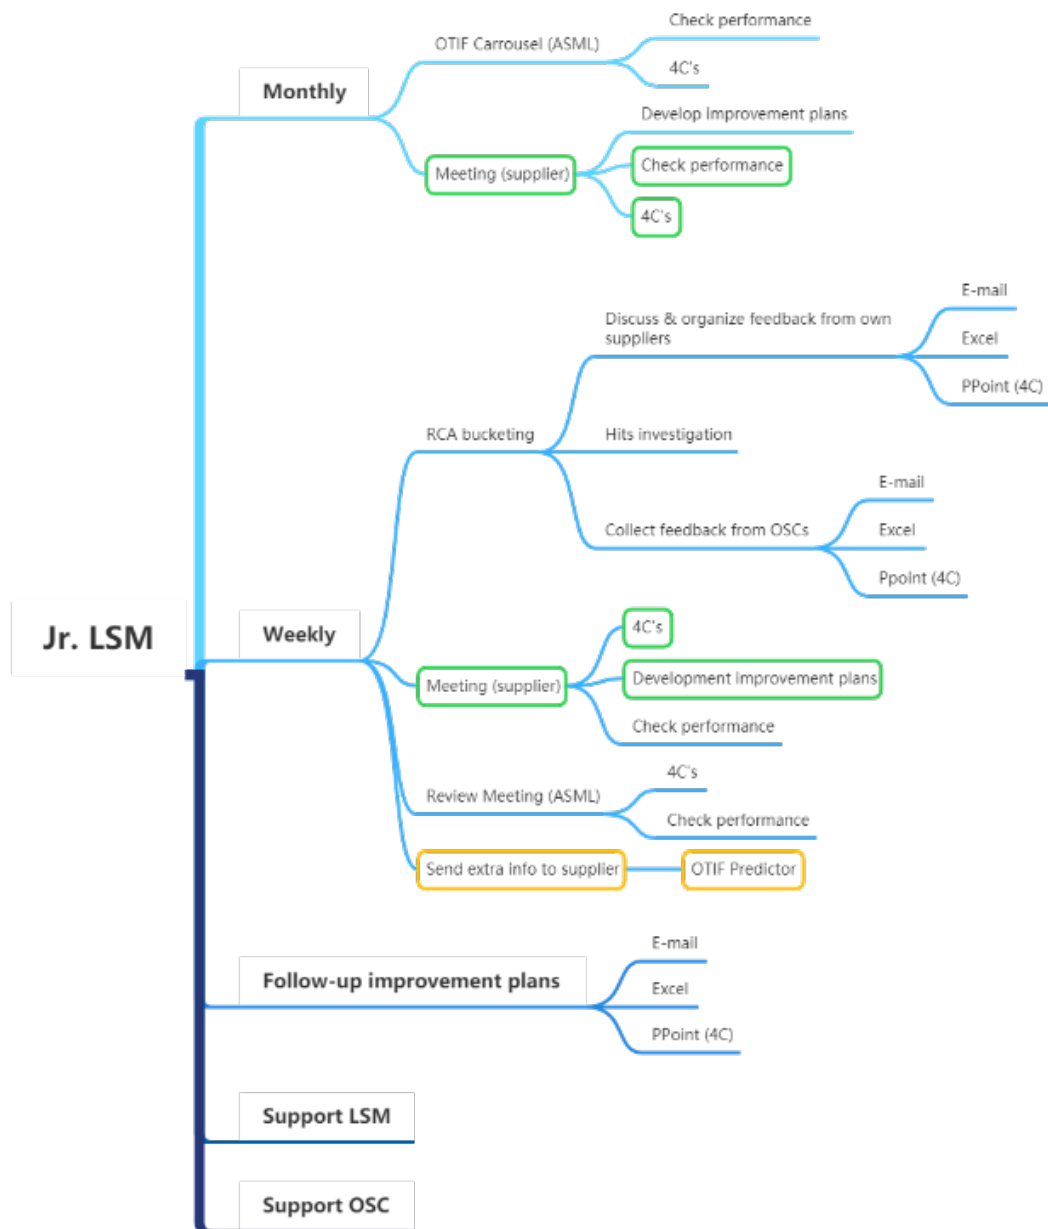 Jr. LSM
Monthly
OTIF Carrousel (ASML)
Check performance
4C's
Meeting (supplier)
Develop improvement plans
Check performance
4C's
Weekly
RCA bucketing
Discuss & organize feedback from own
suppliers
E-mail
Excel
PPoint (4C)
Hits investigation
Collect feedback from OSCs
E-mail
Excel
Ppoint (4C)
Meeting (supplier)
4C's
Development improvement plans
Check performance
Review Meeting (ASML)
4C's
Check performance
Send extra info to supplier
OTIF Predictor
Follow-up improvement plans
E-mail
Excel
PPoint (4C)
Support LSM
Support OSC